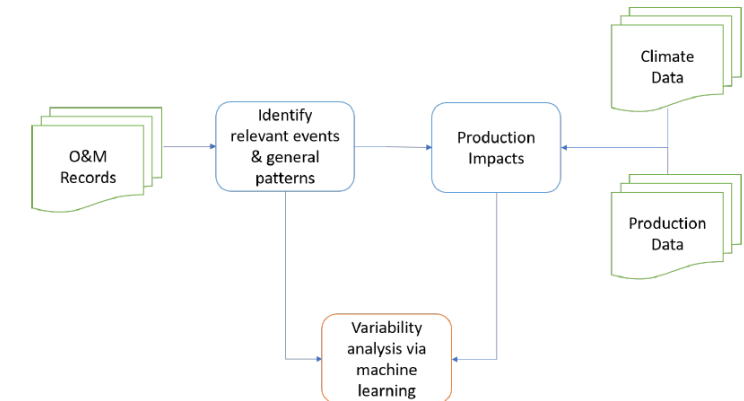 O&M
Records
Identify
relevant events
& general
patterns
Production
Impacts
Climate
Data
Production
Data
Variability
analysis via
machine
learning